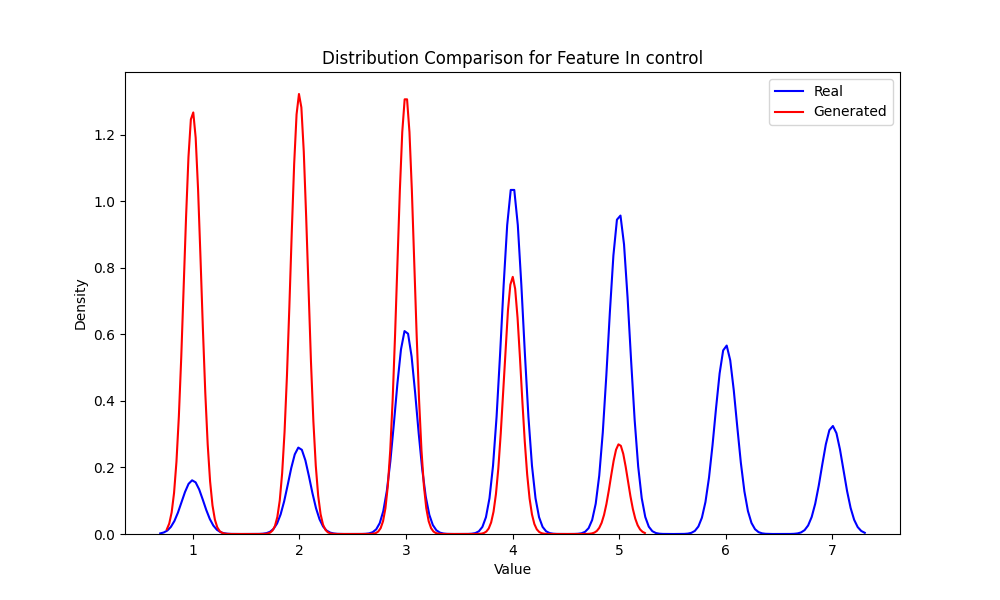 Distribution Comparison for Feature In control
Real
Generated
1.2
1.0
0.8
0.6
0.4
0.2
0.0
Density
1 2 3 4 5 6 7
Value